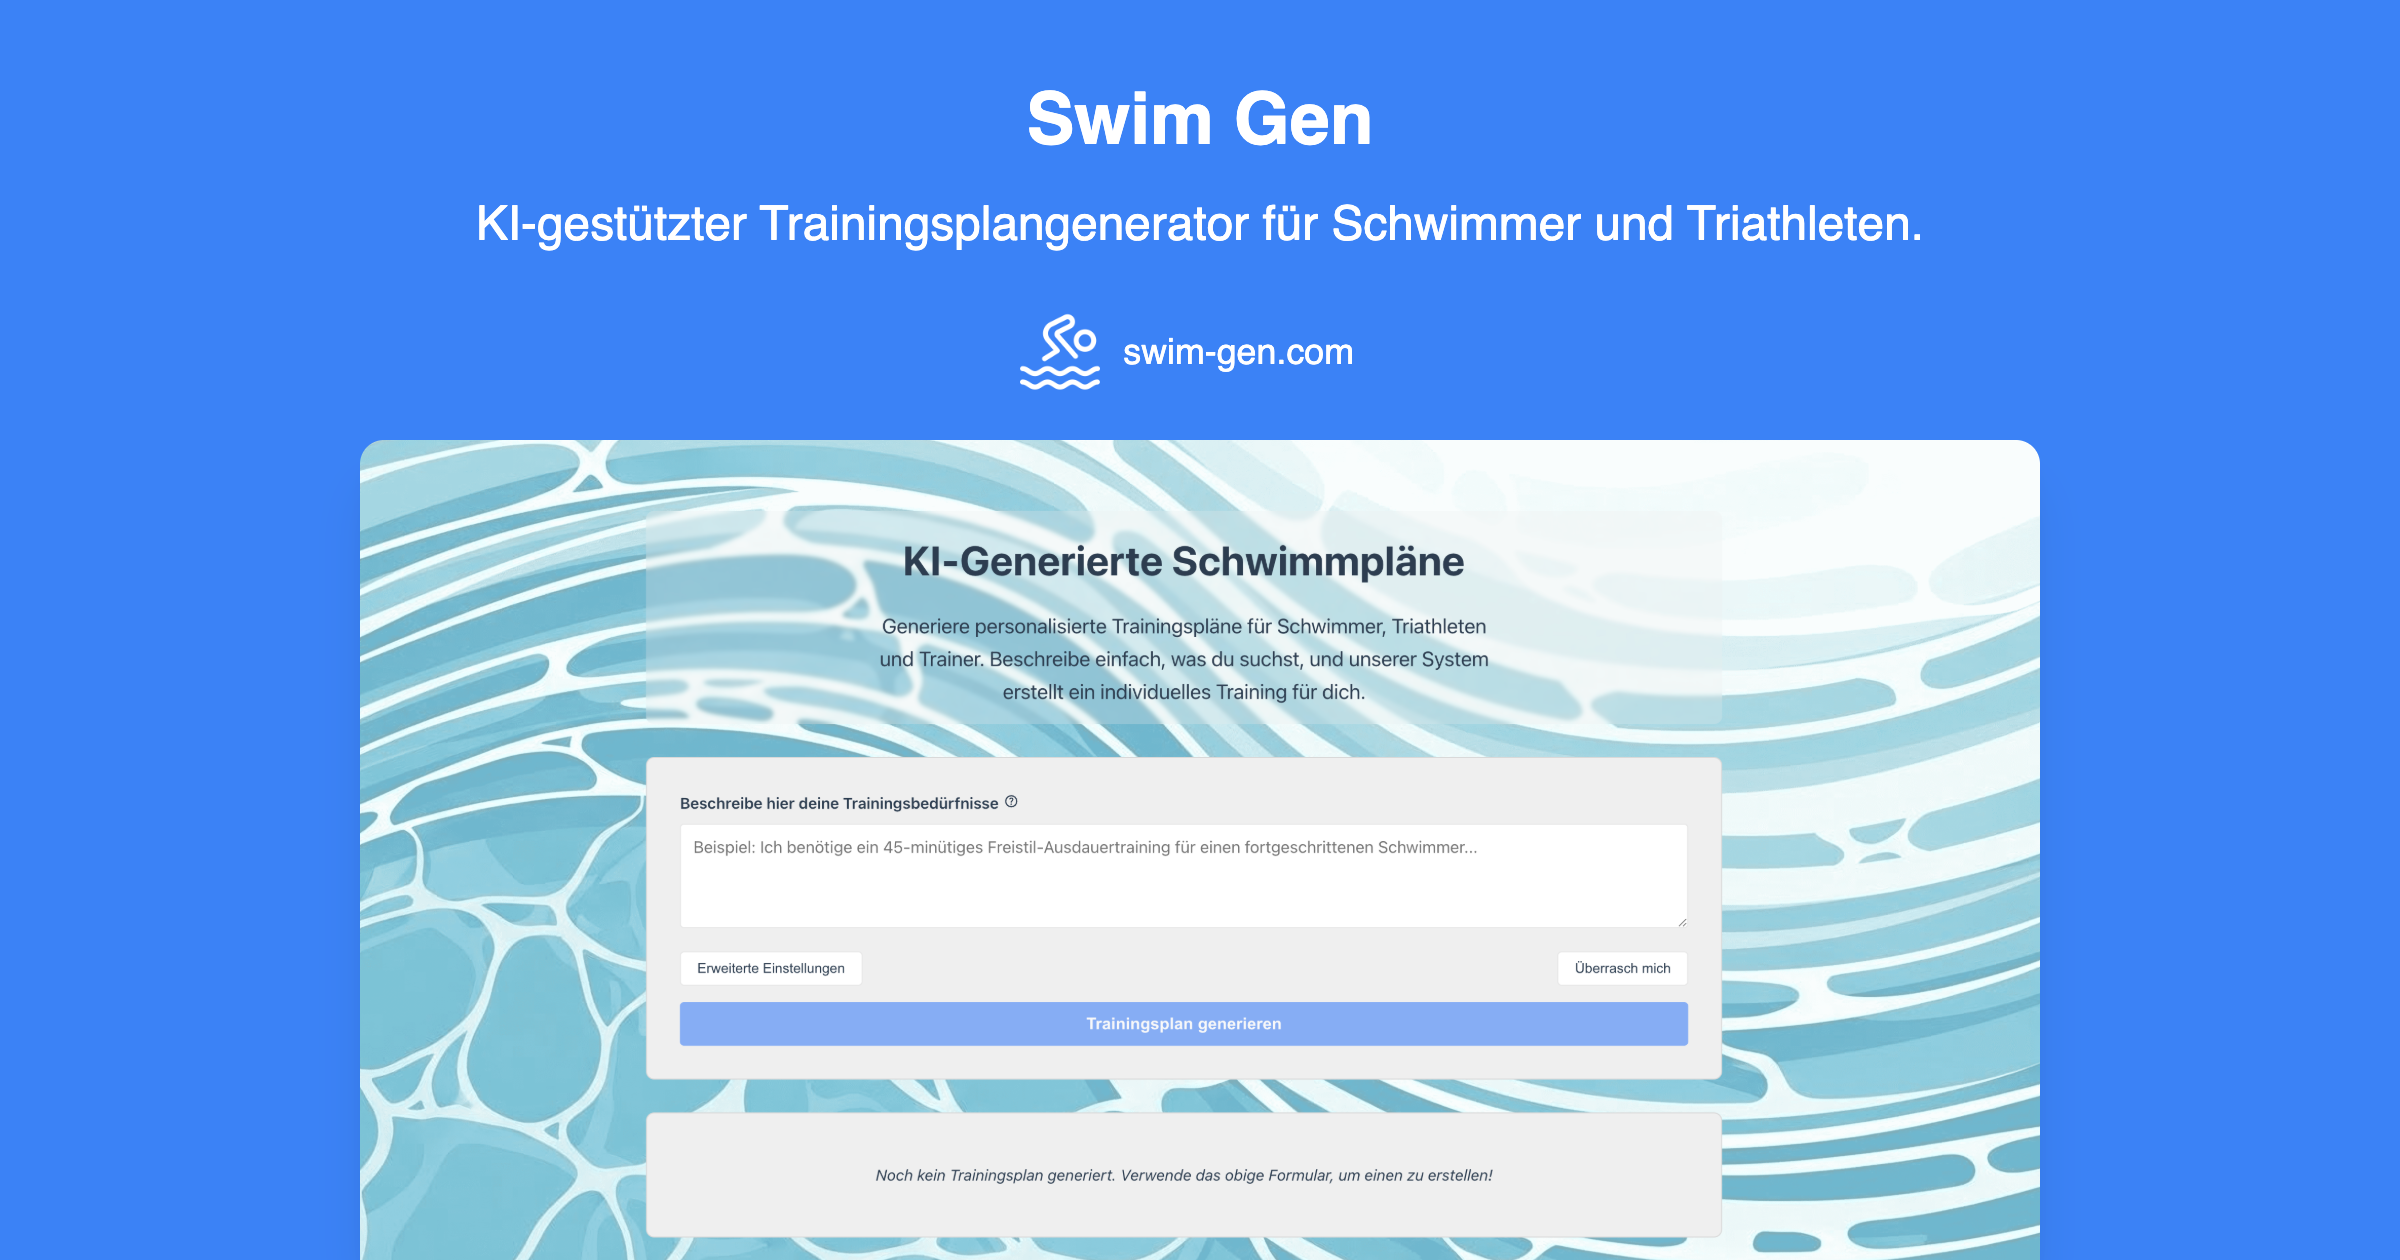 Swim Gen
KI-gestützter Trainingsplangenerator für Schwimmer und Triathleten.
swim-gen.com
KI-Generierte Schwimmpläne
Generiere personalisierte Trainingspläne für Schwimmer, Triathleten
und Trainer. Beschreibe einfach, was du suchst, und unserer System
erstellt ein individuelles Training für dich.
Beschreibe hier deine Trainingsbedürfnisse ?
Beispiel: Ich benötige ein 45-minütiges Freistil-Ausdauertraining für einen fortgeschrittenen Schwimmer...
Erweiterte Einstellungen
Überrasch mich
Trainingsplan generieren
Noch kein Trainingsplan generiert. Verwende das obige Formular, um einen zu erstellen!